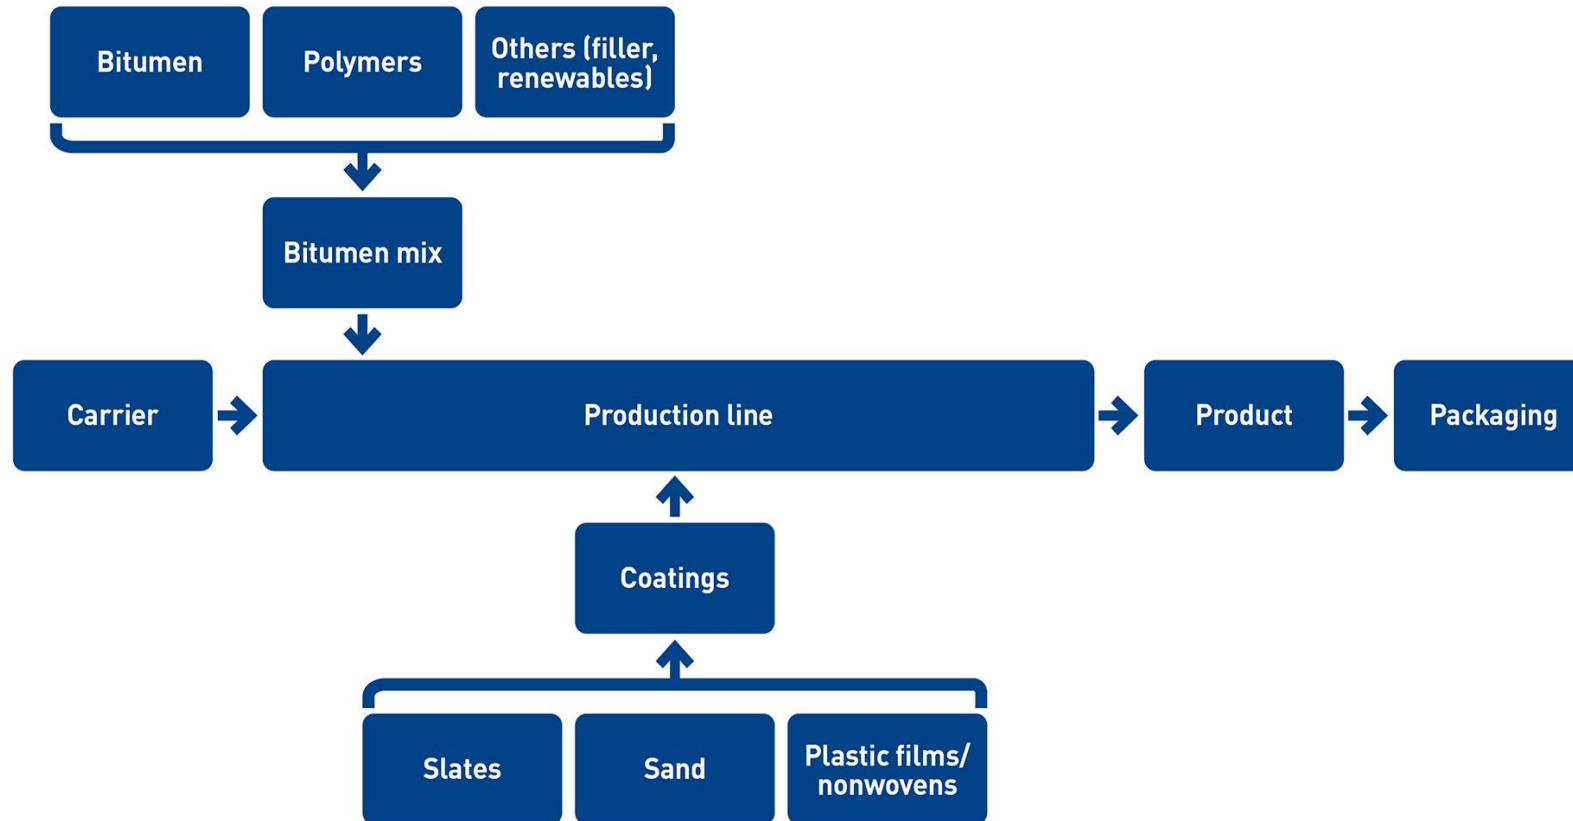 Bitumen
Polymers
Others (filler,
renewables)
Bitumen mix
Carrier
Production line
Product
Packaging
Coatings
Slates
Sand
Plastic films/
nonwovens